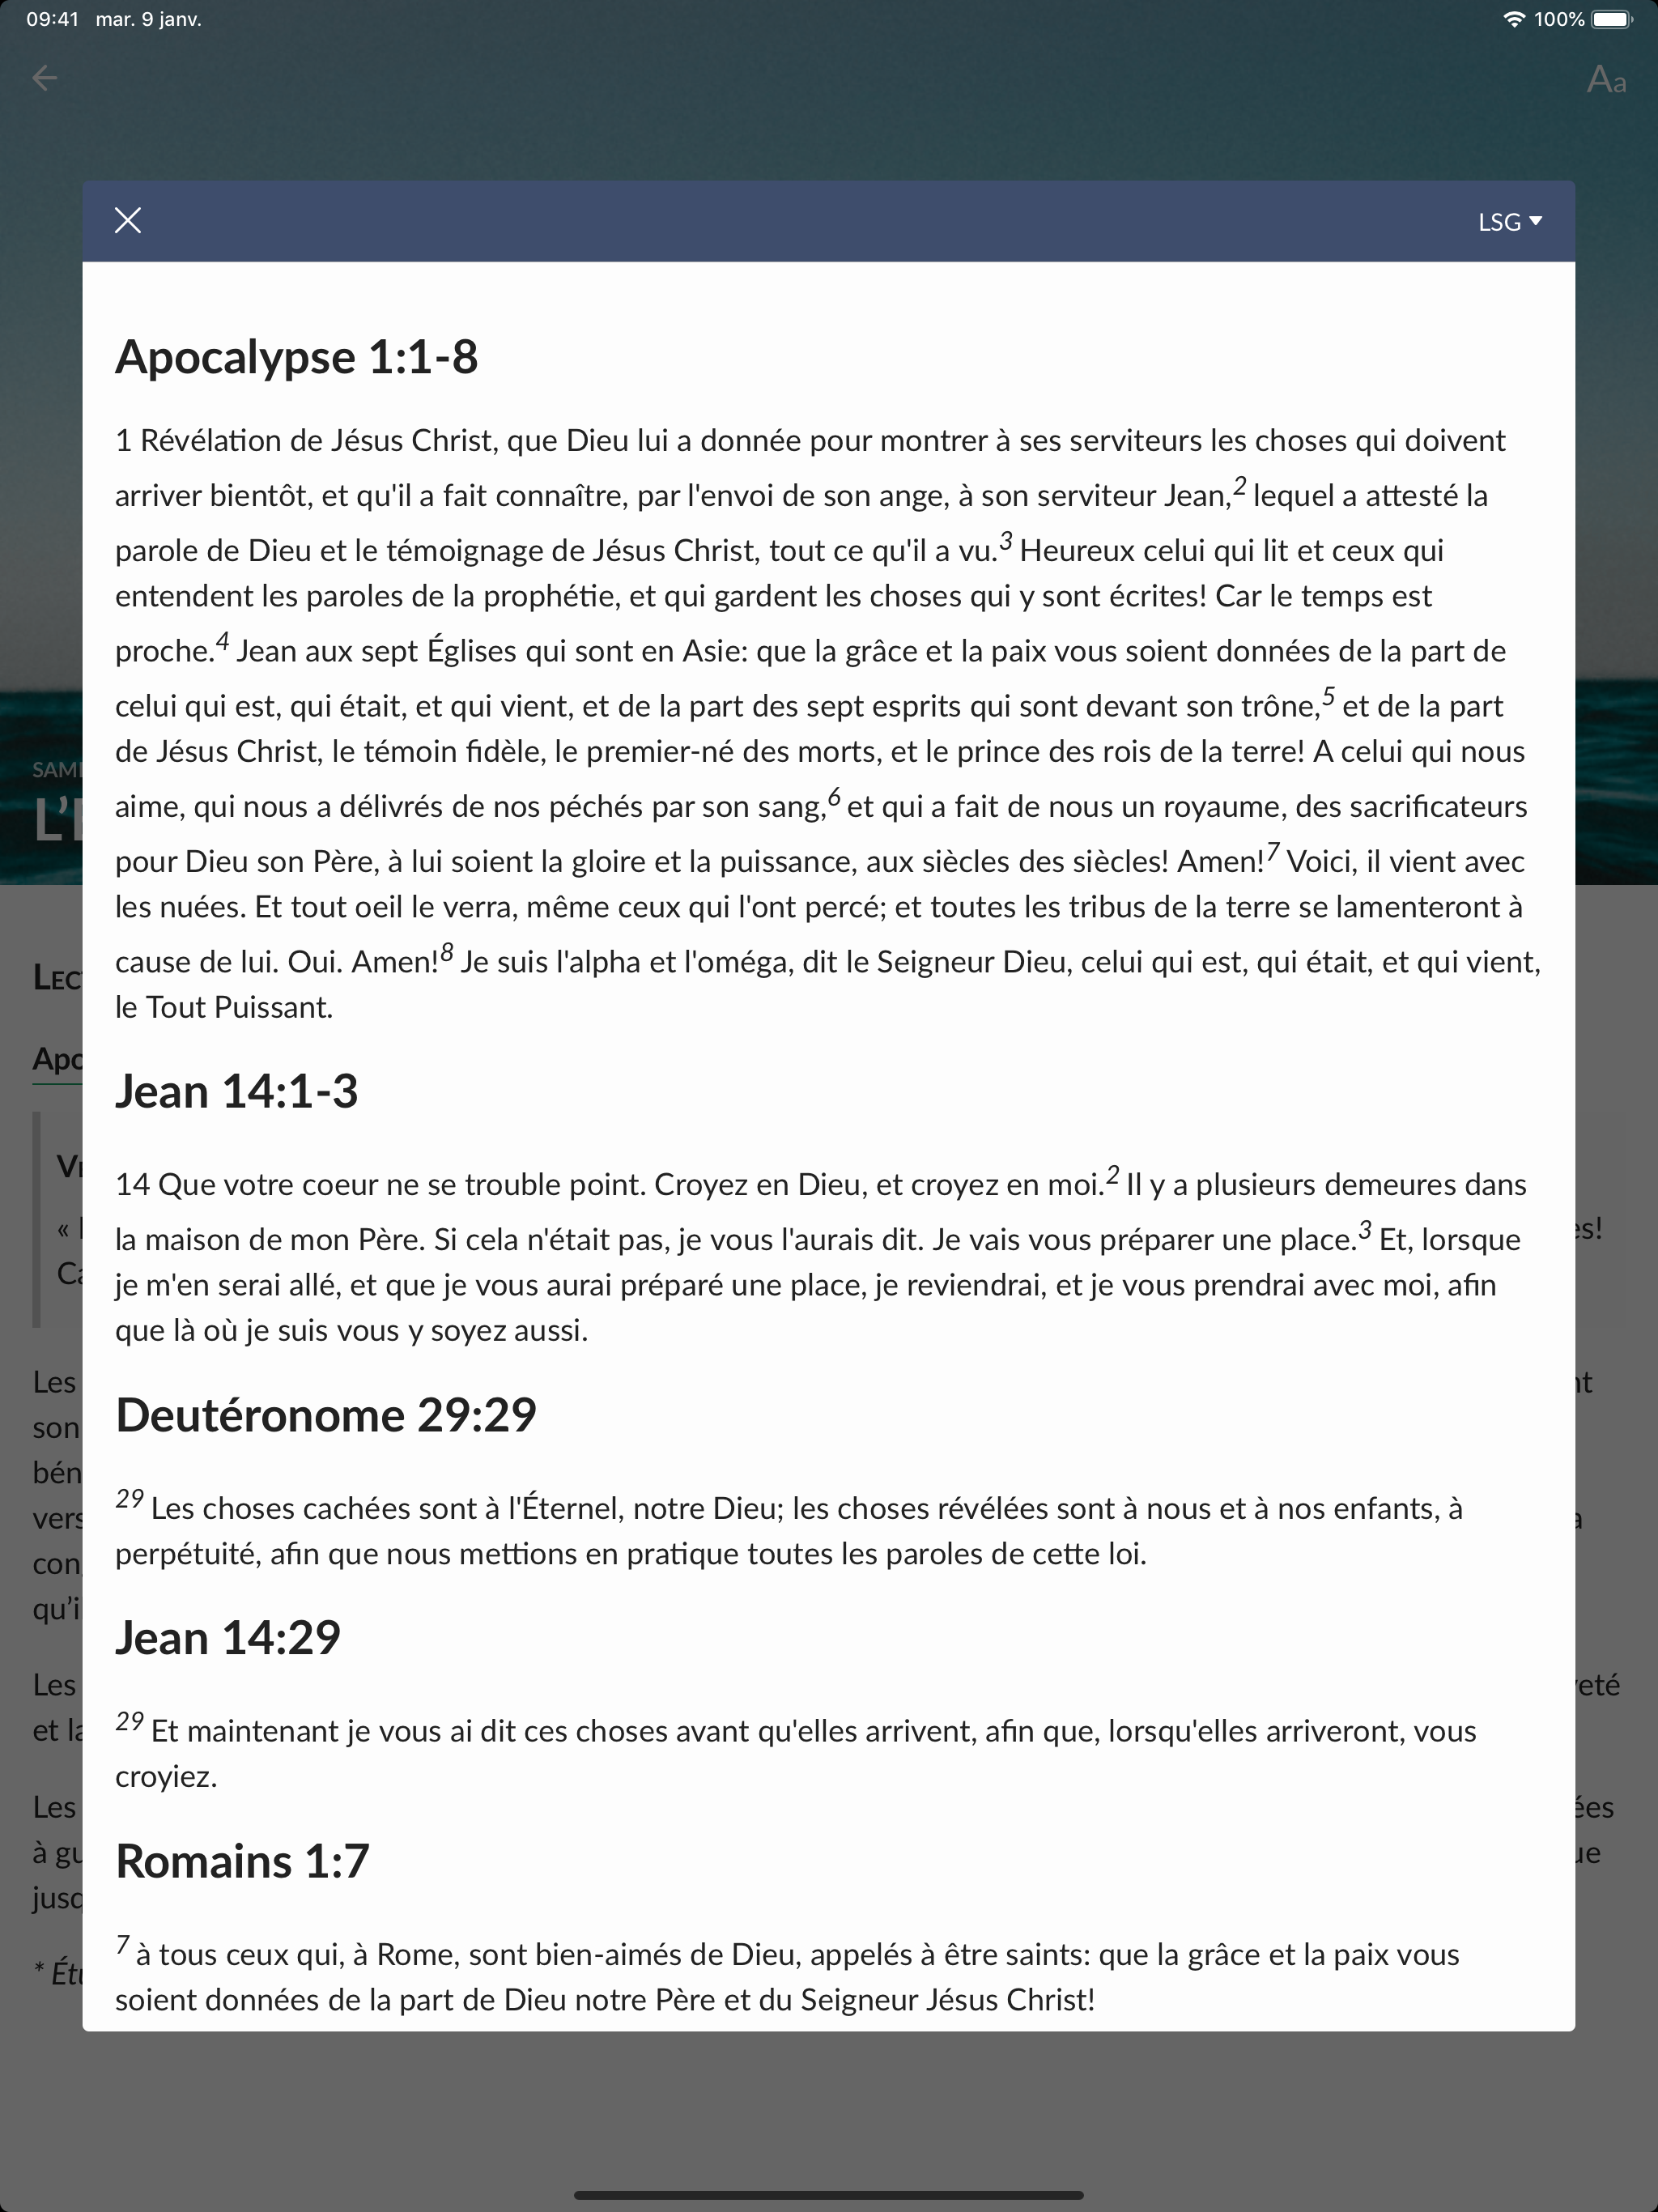 09:41 mar. 9 janv.
100%
Aa
LSG
Apocalypse 1:1-8
1 Révélation de Jésus Christ, que Dieu lui a donnée pour montrer à ses serviteurs les choses qui doivent
arriver bientôt, et qu'il a fait connaître, par l'envoi de son ange, à son serviteur Jean,2 lequel a attesté la
parole de Dieu et le témoignage de Jésus Christ, tout ce qu'il a vu.3 Heureux celui qui lit et ceux qui
entendent les paroles de la prophétie, et qui gardent les choses qui y sont écrites! Car le temps est
proche.4 Jean aux sept Églises qui sont en Asie: que la grâce et la paix vous soient données de la part de
celui qui est, qui était, et qui vient, et de la part des sept esprits qui sont devant son trône,5 et de la part
de Jésus Christ, le témoin fidèle, le premier-né des morts, et le prince des rois de la terre! A celui qui nous
aime, qui nous a délivrés de nos péchés par son sang,6 et qui a fait de nous un royaume, des sacrificateurs
pour Dieu son Père, à lui soient la gloire et la puissance, aux siècles des siècles! Amen!7 Voici, il vient avec
les nuées. Et tout oeil le verra, même ceux qui l'ont percé; et toutes les tribus de la terre se lamenteront à
cause de lui. Oui. Amen!8 Je suis l'alpha et l'oméga, dit le Seigneur Dieu, celui qui est, qui était, et qui vient,
le Tout Puissant.
Jean 14:1-3
14 Que votre coeur ne se trouble point. Croyez en Dieu, et croyez en moi.2 Il y a plusieurs demeures dans
la maison de mon Père. Si cela n'était pas, je vous l'aurais dit. Je vais vous préparer une place.3 Et, lorsque
je m'en serai allé, et que je vous aurai préparé une place, je reviendrai, et je vous prendrai avec moi, afin
que là où je suis vous y soyez aussi.
Deutéronome 29:29
29 Les choses cachées sont à l'Éternel, notre Dieu; les choses révélées sont à nous et à nos enfants, à
perpétuité, afin que nous mettions en pratique toutes les paroles de cette loi.
Jean 14:29
29 Et maintenant je vous ai dit ces choses avant qu'elles arrivent, afin que, lorsqu'elles arriveront, vous
croyiez.
Romains 1:7
7 à tous ceux qui, à Rome, sont bien-aimés de Dieu, appelés à être saints: que la grâce et la paix vous
soient données de la part de Dieu notre Père et du Seigneur Jésus Christ!
Les
son
Les
et
Les
à